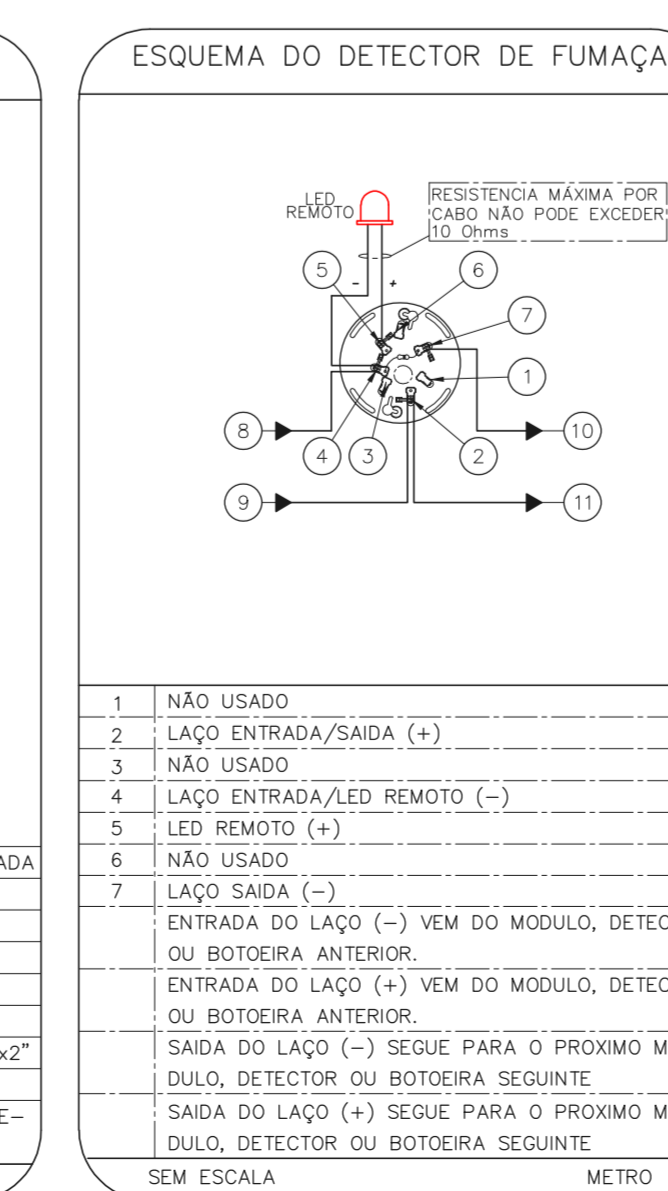 ESQUEMA DO DETECTOR DE FUMAÇA
LED
REMOTO
RESISTENCIA MÁXIMA POR
CABO NÃO PODE EXCEDER
10 Ohms
5
6
- +
7
1
8
10
4
3
2
9
11
1 NÃO USADO
2 LAÇO ENTRADA/SAIDA (+)
3 NÃO USADO
4 LAÇO ENTRADA/LED REMOTO (-)
5 LED REMOTO (+)
6 NÃO USADO
7 LAÇO SAIDA (-)
ENTRADA DO LAÇO (-) VEM DO MODULO, DETEC
OU BOTOEIRA ANTERIOR.
ENTRADA DO LAÇO (+) VEM DO MODULO, DETEC
OU BOTOEIRA ANTERIOR.
SAIDA DO LAÇO (-) SEGUE PARA O PROXIMO M
DULO, DETECTOR OU BOTOEIRA SEGUINTE
SAIDA DO LAÇO (+) SEGUE PARA O PROXIMO M
DULO, DETECTOR OU BOTOEIRA SEGUINTE
SEM ESCALA METRO
ADA
x2"
E-